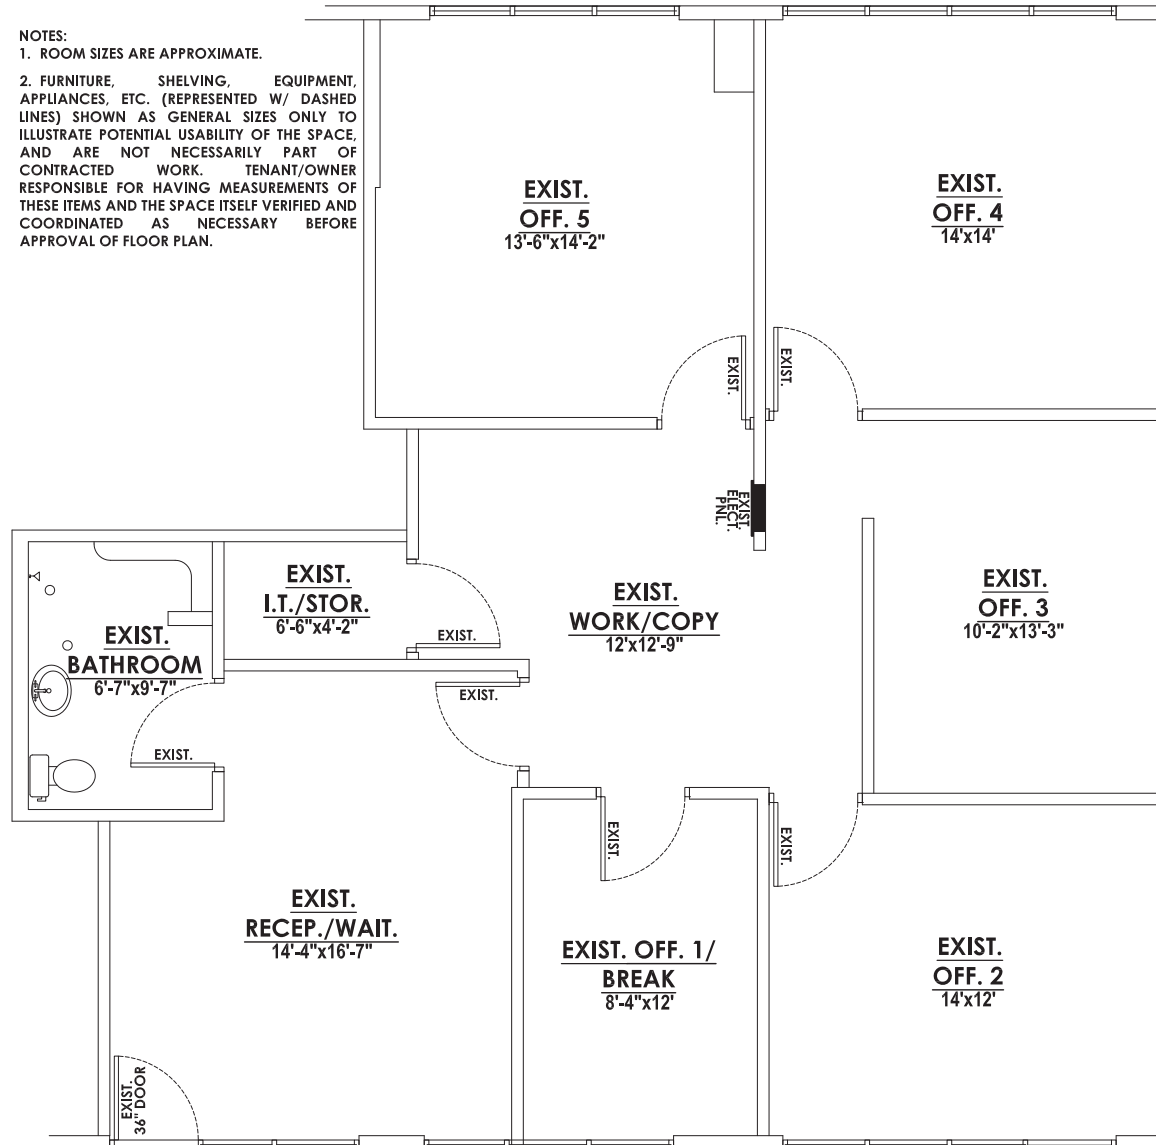 NOTES:
1. ROOM SIZES ARE APPROXIMATE.
2. FURNITURE, SHELVING, EQUIPMENT,
APPLIANCES, ETC. (REPRESENTED W/ DASHED
LINES) SHOWN AS GENERAL SIZES ONLY TO
ILLUSTRATE POTENTIAL USABILITY OF THE SPACE,
AND ARE NOT NECESSARILY PART OF
CONTRACTED WORK. TENANT/OWNER
RESPONSIBLE FOR HAVING MEASUREMENTS OF
THESE ITEMS AND THE SPACE ITSELF VERIFIED AND
COORDINATED AS NECESSARY BEFORE
APPROVAL OF FLOOR PLAN.
EXIST.
OFF. 5
13'-6"x14'-2"
EXIST.
OFF. 4
14'x14'
EXIST.
EXIST.
EXIST.
ELECT.
PNL.
EXIST.
I.T./STOR.
6'-6"x4'-2"
EXIST.
EXIST.
WORK/COPY
12'x12'-9"
EXIST.
OFF. 3
10'-2"x13'-3"
EXIST.
BATHROOM
6'-7"x9'-7"
EXIST.
EXIST.
EXIST.
EXIST.
EXIST.
RECEP./WAIT.
14'-4"x16'-7"
EXIST. OFF. 1/
BREAK
8'-4"x12'
EXIST.
OFF. 2
14'x12'
EXIST.
36" DOOR